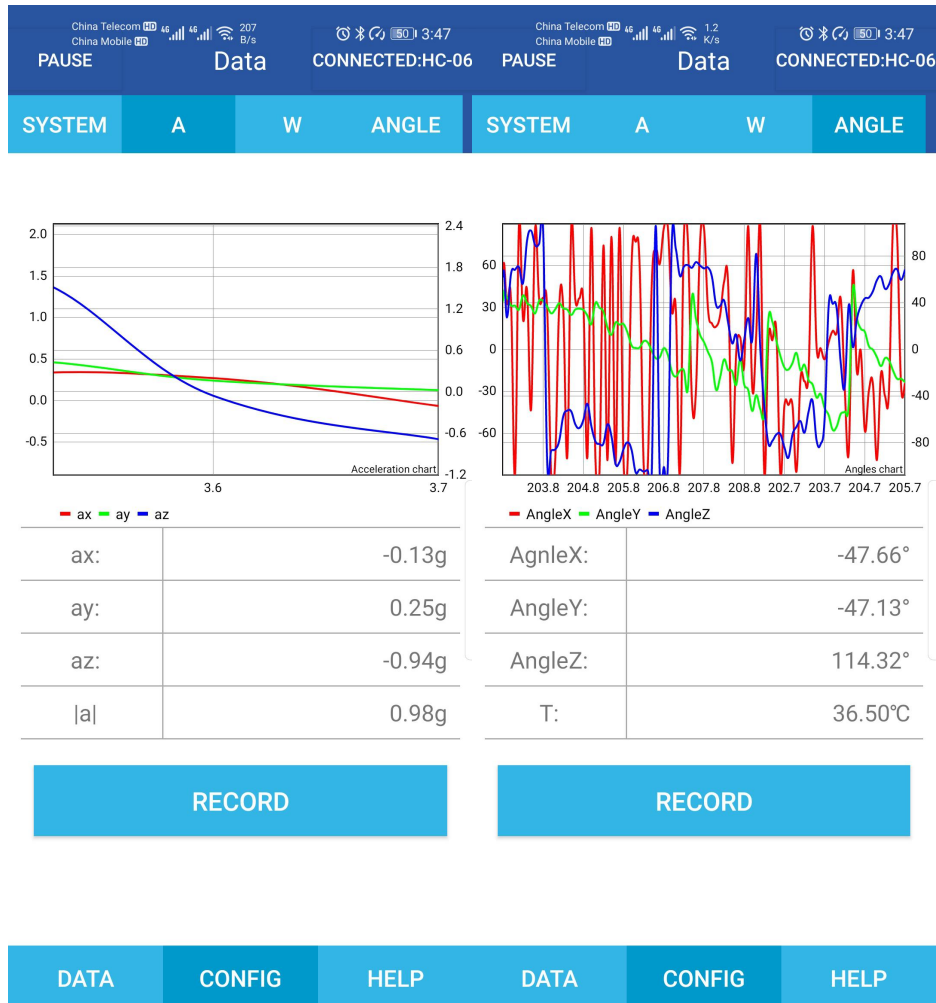 China Telecom HD 4G 4G 207 B/s 50 3:47
China Mobile HD
PAUSE Data CONNECTED:HC-06
SYSTEM A W ANGLE
2.0 2.4
1.5 1.8
1.0 1.2
0.5 0.6
0.0 0.0
-0.5 -0.6
Acceleration chart -1.2
3.6 3.7
ax ay az
ax: -0.13g
ay: 0.25g
az: -0.94g
|a| 0.98g
RECORD
DATA CONFIG HELP
China Telecom HD 4G 4G 1.2 K/s 50 3:47
China Mobile HD
PAUSE Data CONNECTED:HC-06
SYSTEM A W ANGLE
60 80
30 40
0 0
-30 -40
-60 -80
Angles chart
203.8 204.8 205.8 206.8 207.8 208.8 202.7 203.7 204.7 205.7
AngleX AngleY AngleZ
AgnleX: -47.66°
AngleY: -47.13°
AngleZ: 114.32°
T: 36.50℃
RECORD
DATA CONFIG HELP